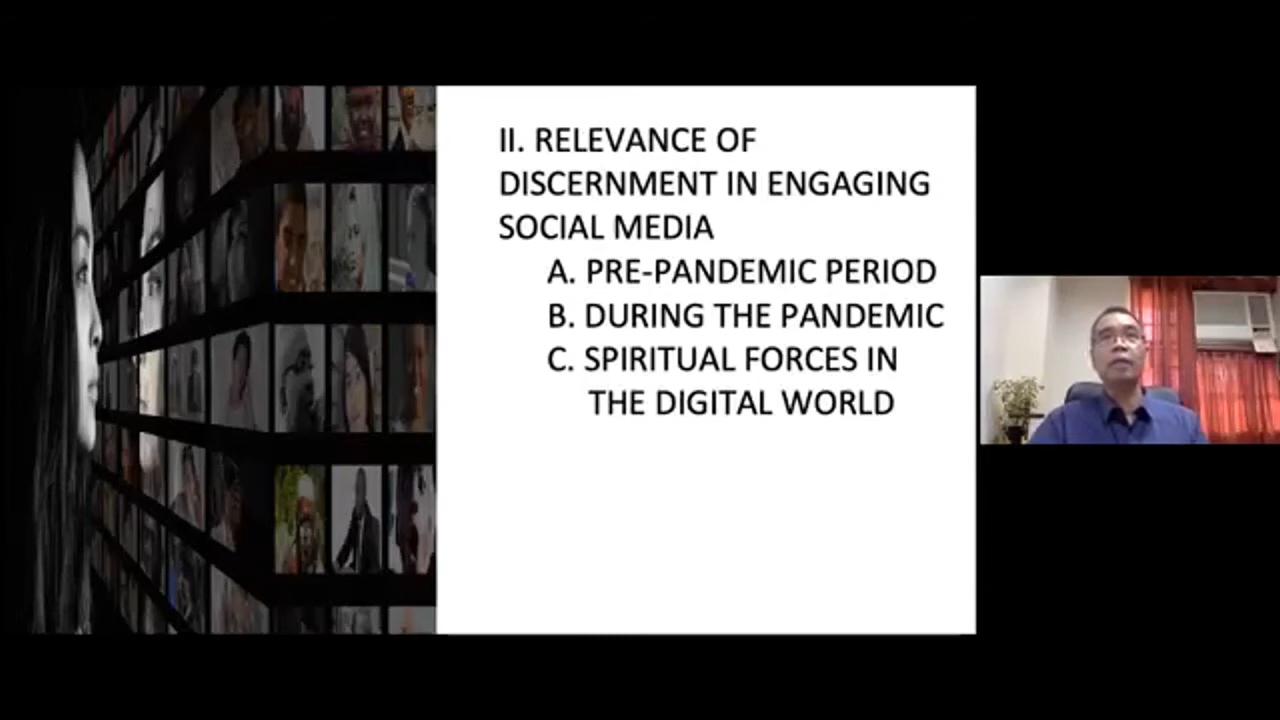 II. RELEVANCE OF
DISCERNMENT IN ENGAGING
SOCIAL MEDIA
A. PRE-PANDEMIC PERIOD
B. DURING THE PANDEMIC
C. SPIRITUAL FORCES IN
THE DIGITAL WORLD